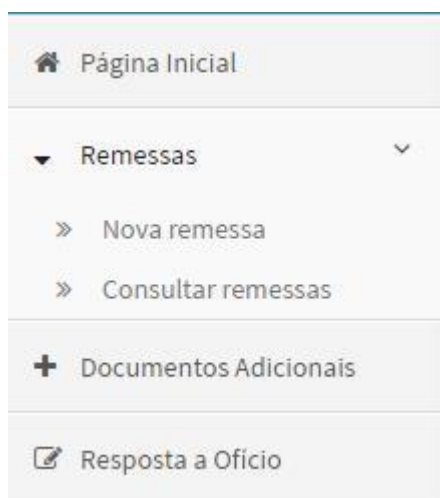 Página Inicial
Remessas
Nova remessa
Consultar remessas
Documentos Adicionais
Resposta a Ofício